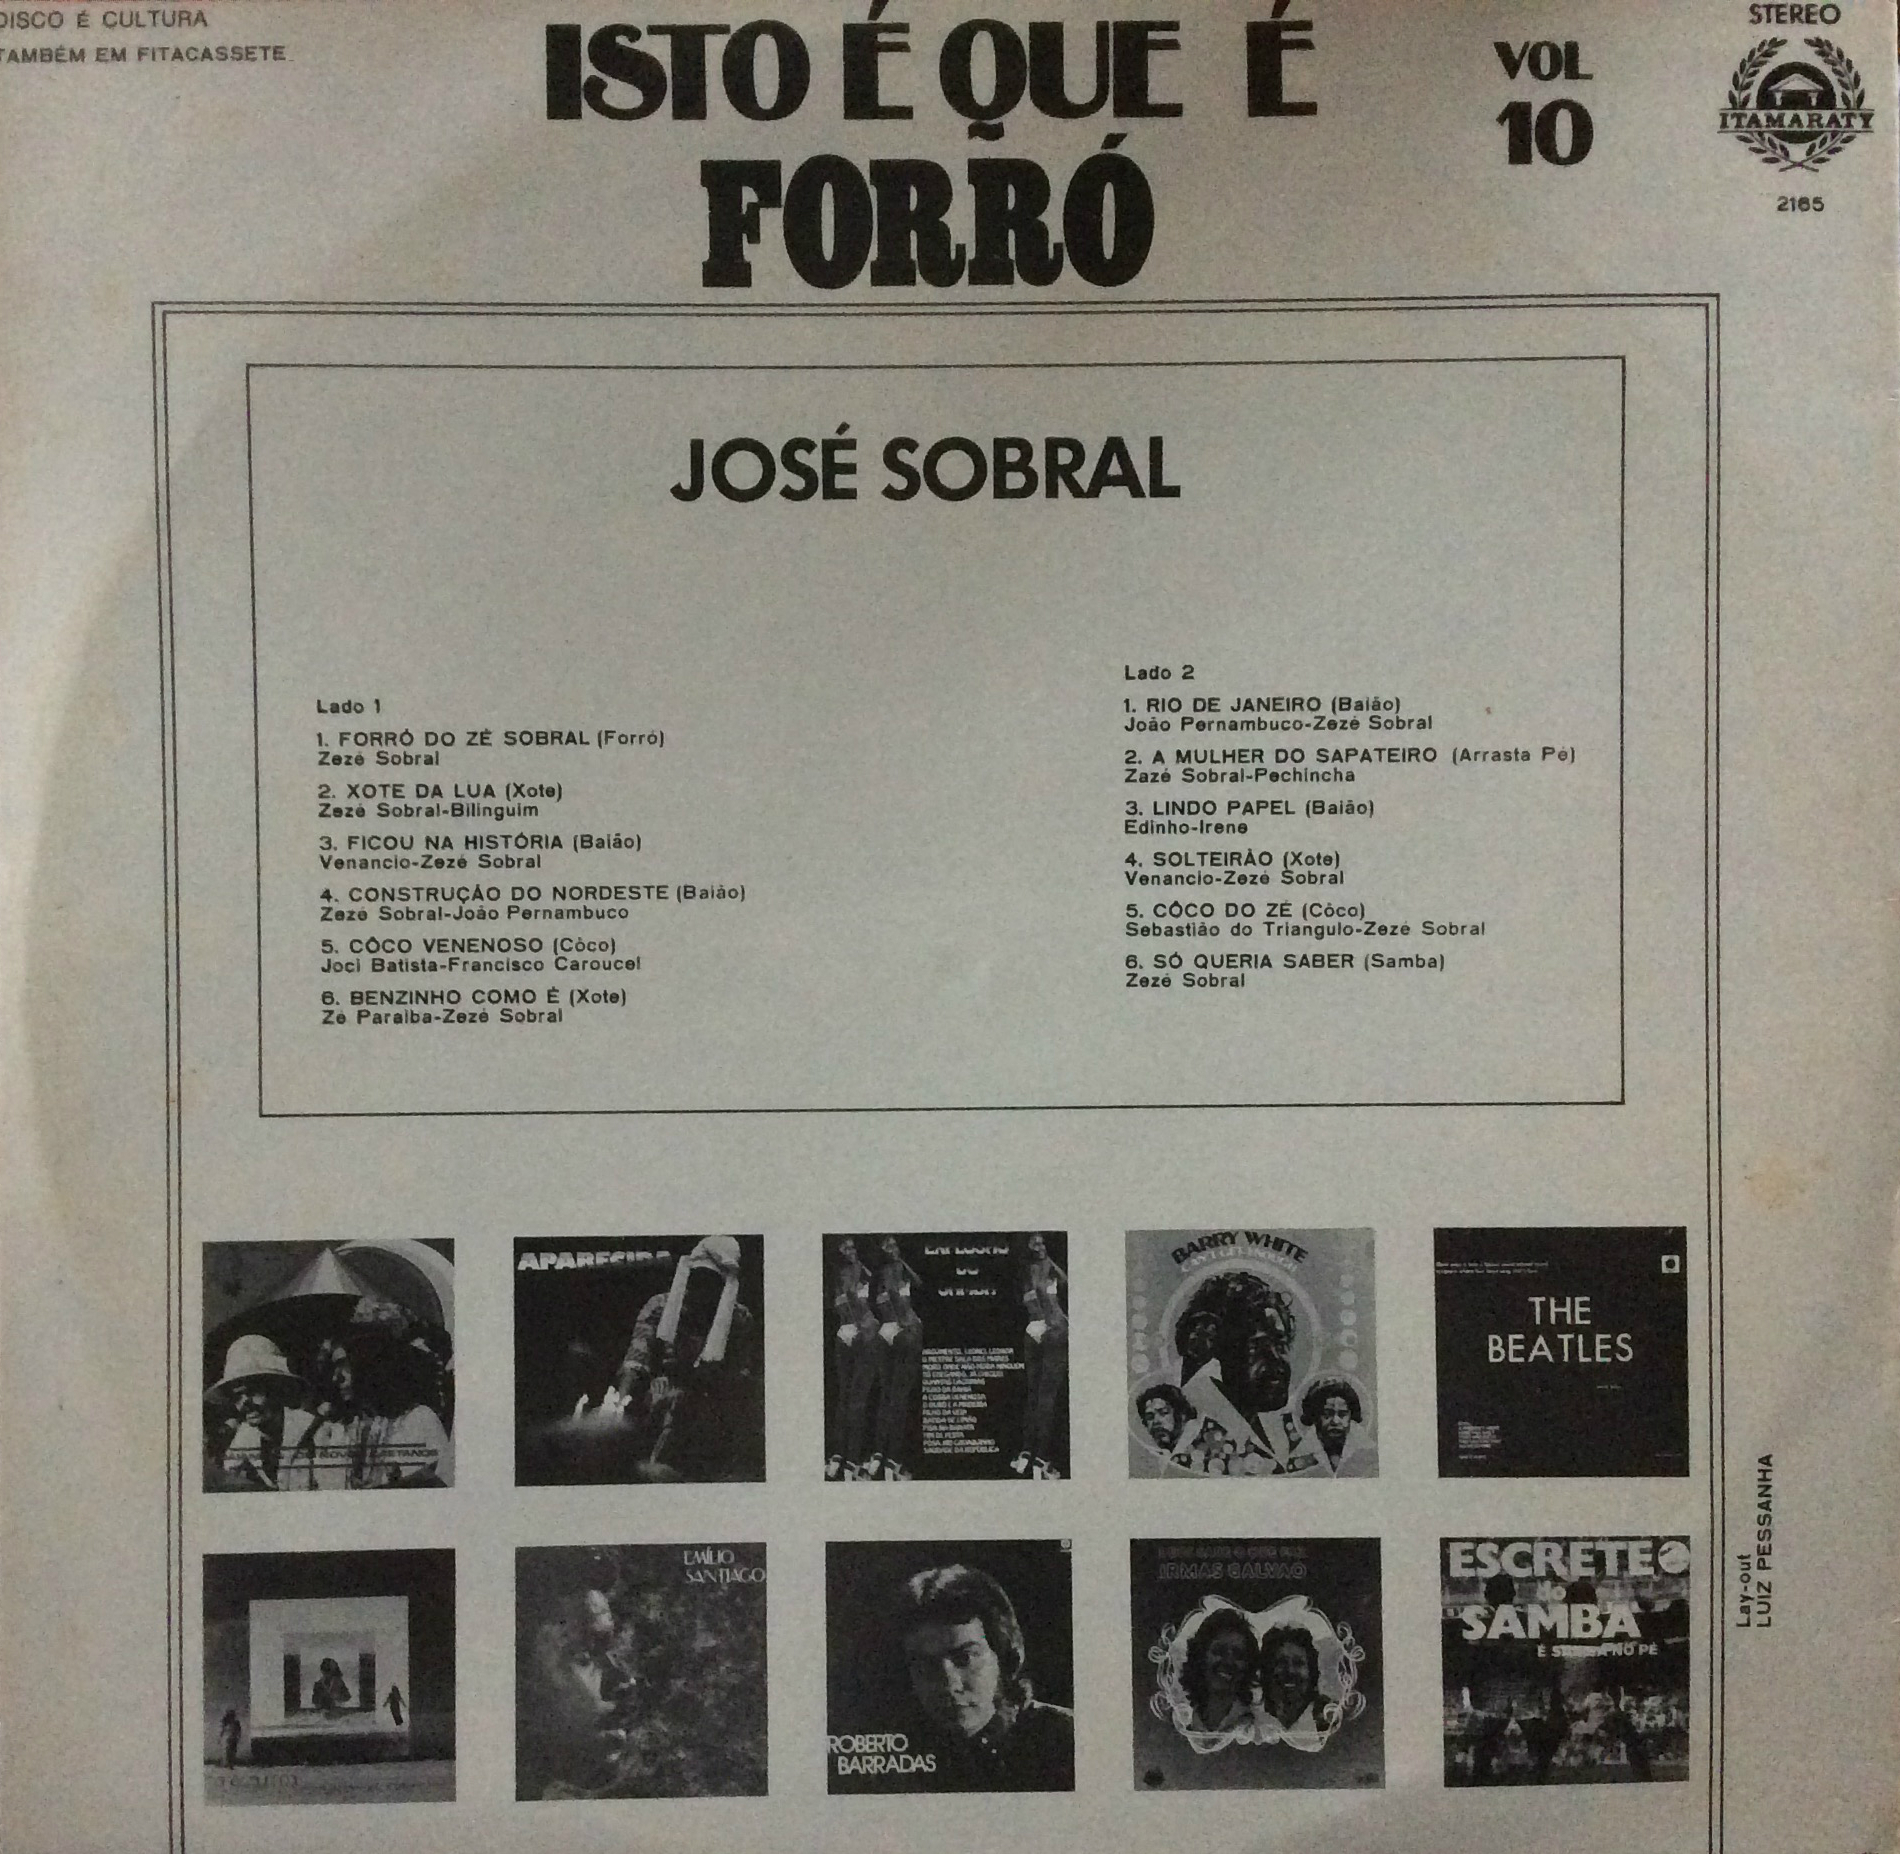 DISCO É CULTURA
TAMBÉM EM FITACASSETE
ISTO É QUE É
FORRÓ
VOL
10
STEREO
ITAMARATY
2165
JOSÉ SOBRAL
Lado 1
1. FORRÓ DO ZÉ SOBRAL (Forró)
Zezé Sobral
2. XOTE DA LUA (Xote)
Zezé Sobral-Bilinguim
3. FICOU NA HISTÓRIA (Baião)
Venancio-Zezé Sobral
4. CONSTRUÇÃO DO NORDESTE (Baião)
Zezé Sobral-João Pernambuco
5. CÔCO VENENOSO (Côco)
Joci Batista-Francisco Caroucel
6. BENZINHO COMO É (Xote)
Zé Paraiba-Zezé Sobral
Lado 2
1. RIO DE JANEIRO (Baião)
João Pernambuco-Zezé Sobral
2. A MULHER DO SAPATEIRO (Arrasta Pé)
Zazé Sobral-Pechincha
3. LINDO PAPEL (Baião)
Edinho-Irene
4. SOLTEIRÃO (Xote)
Venancio-Zezé Sobral
5. CÔCO DO ZÉ (Côco)
Sebastião do Triangulo-Zezé Sobral
6. SÓ QUERIA SABER (Samba)
Zezé Sobral
APARECIDA
BARRY WHITE
CAN'T GET ENOUGH
THE
BEATLES
EMÍLIO
SANTIAGO
ROBERTO
BARRADAS
IRMÃS GALVÃO
ESCRETE
do
SAMBA
É SAMBA NO PÉ
Lay-out
LUIZ PESSANHA